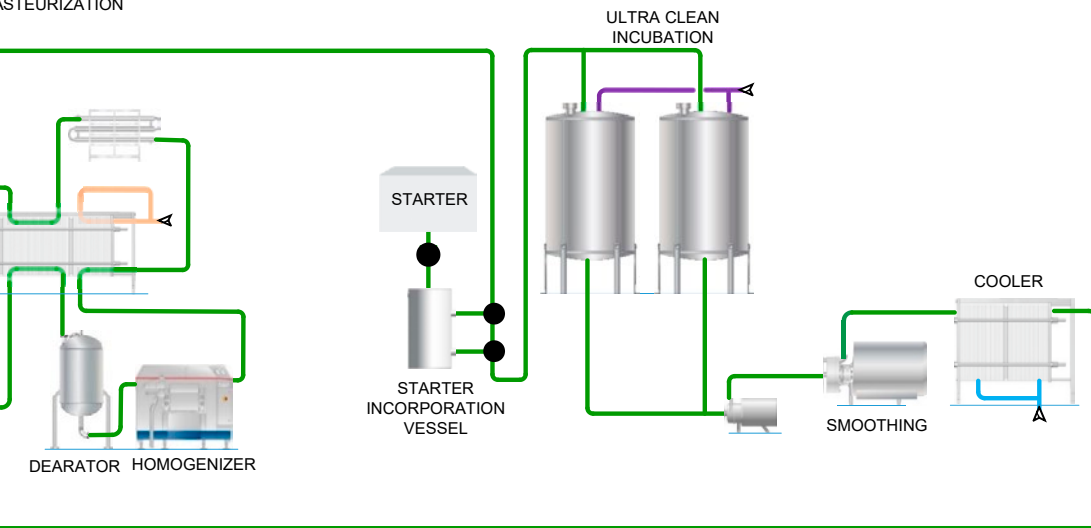 ASTEURIZATION
ULTRA CLEAN
INCUBATION
STARTER
COOLER
STARTER
INCORPORATION
VESSEL
SMOOTHING
DEARATOR
HOMOGENIZER